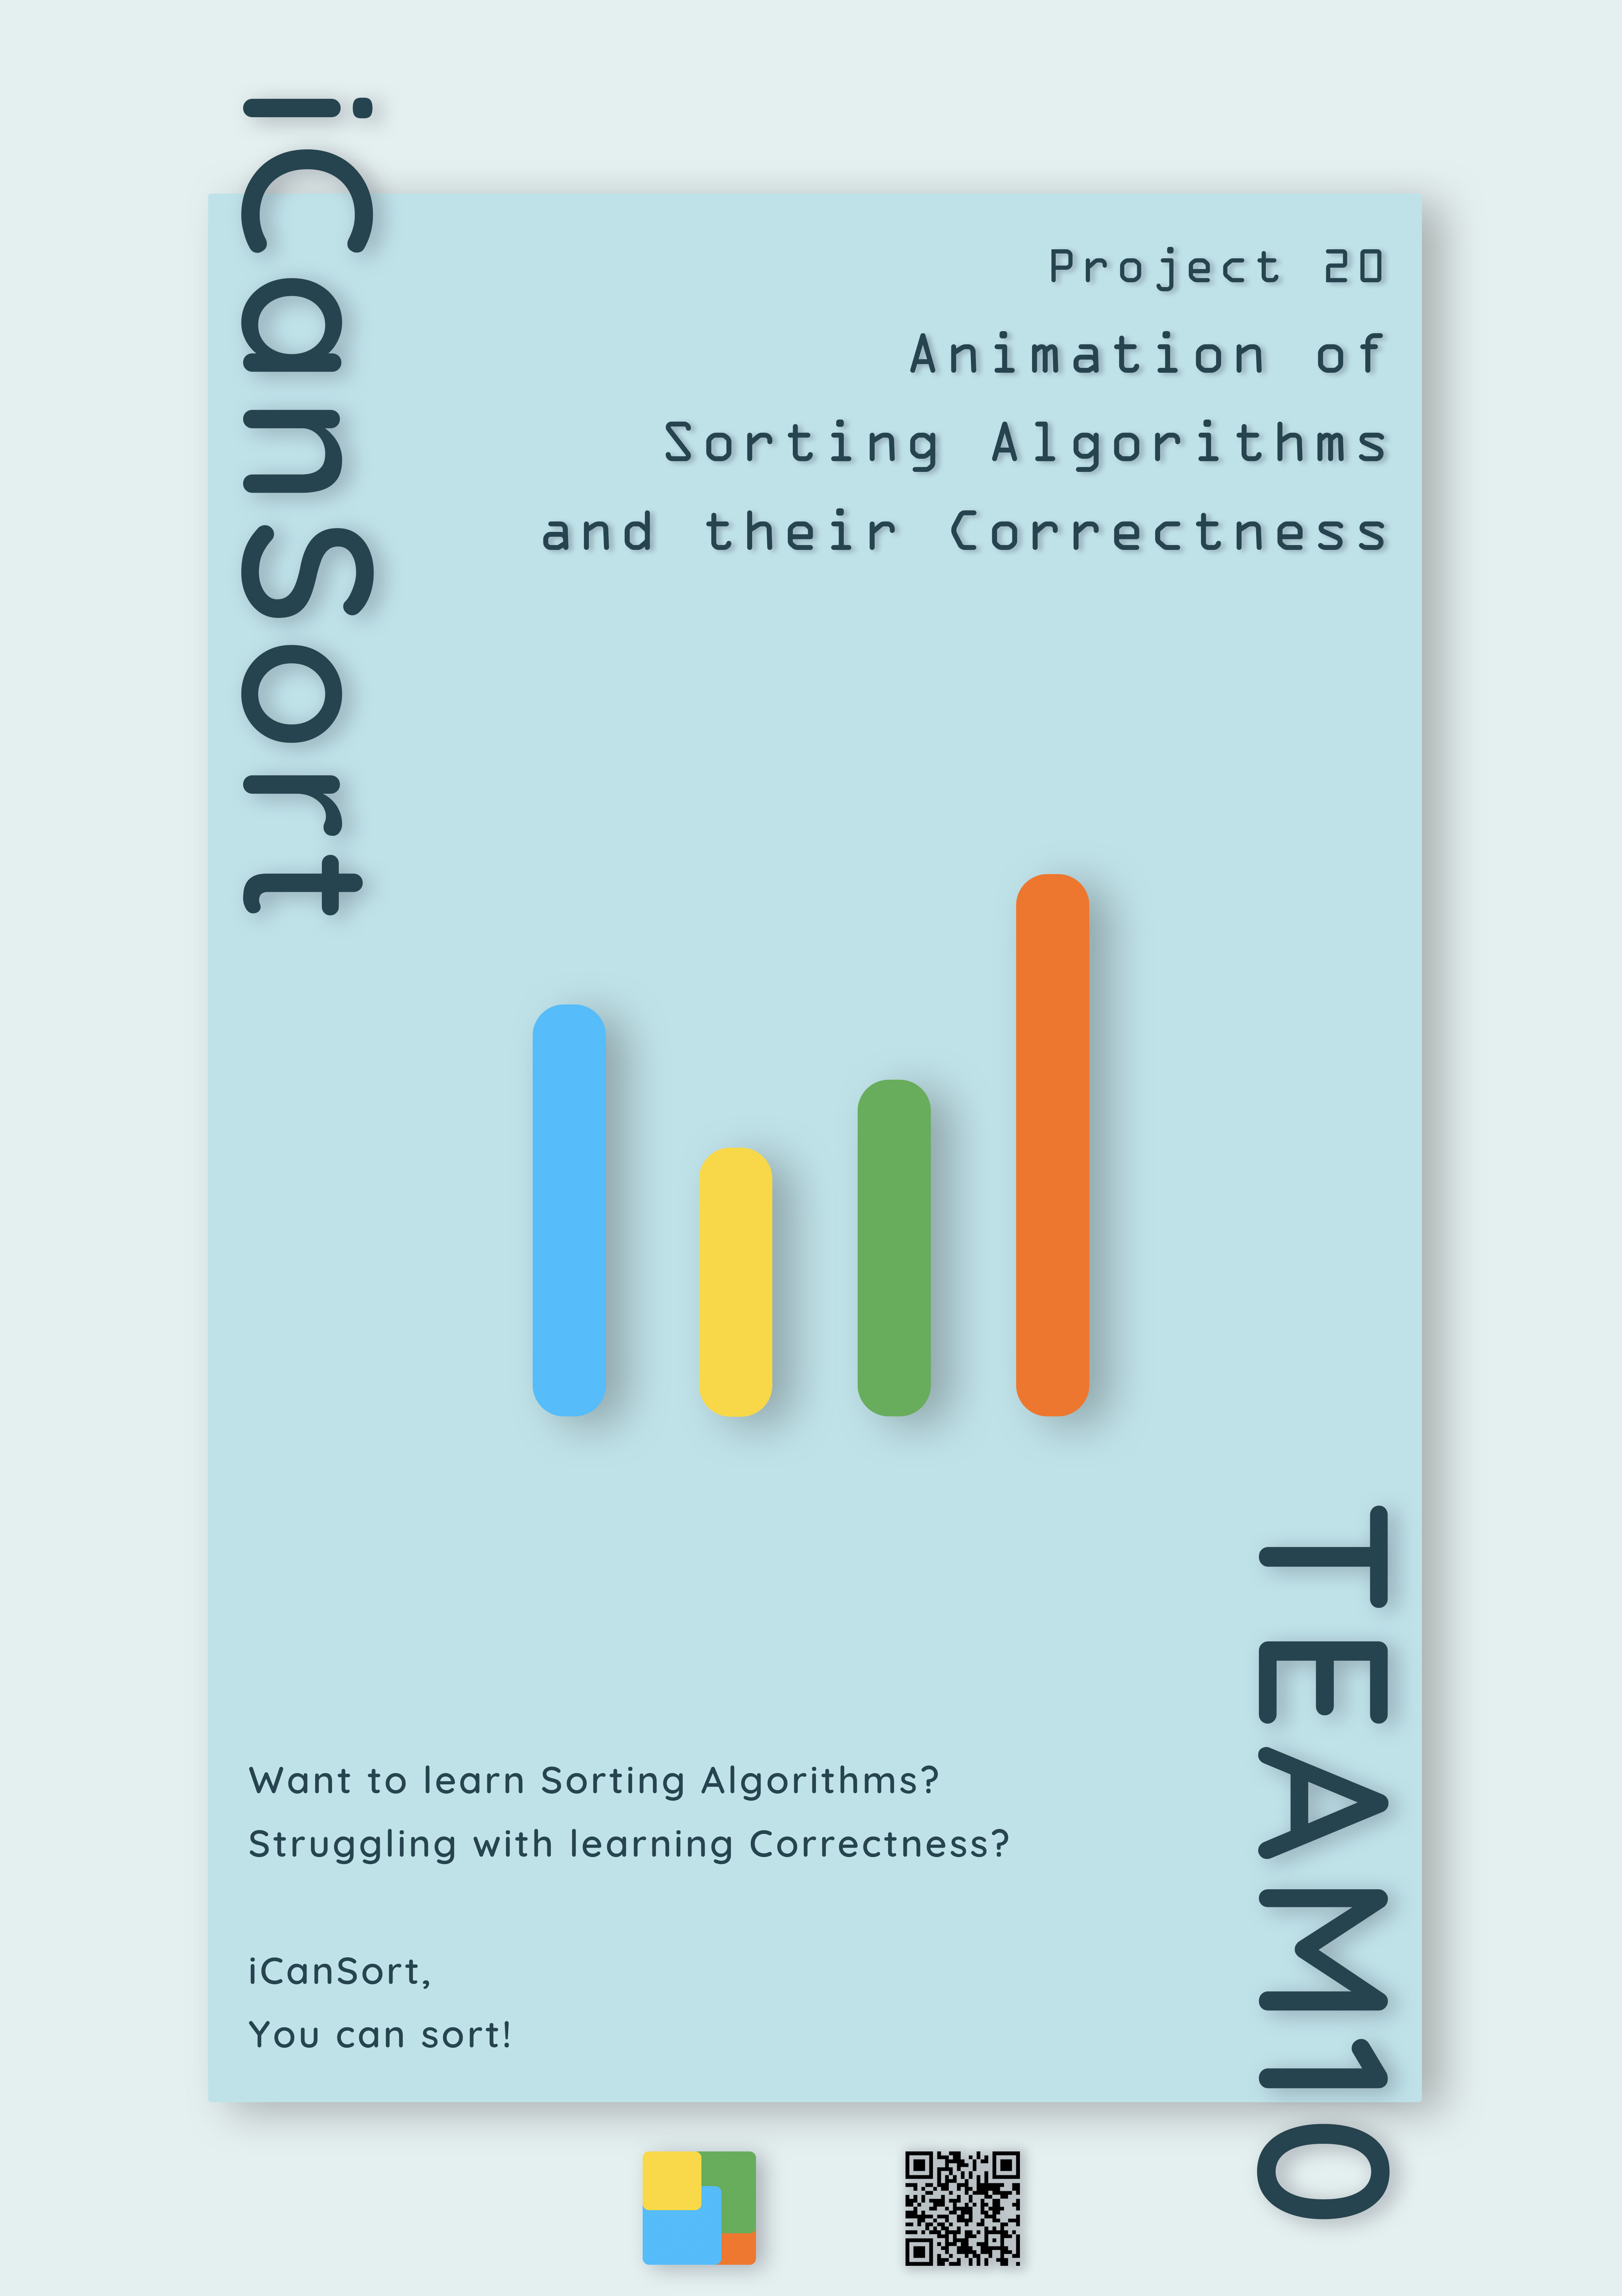 iCanSort
Project 20
Animation of
Sorting Algorithms
and their Correctness
Want to learn Sorting Algorithms?
Struggling with learning Correctness?
iCanSort,
You can sort!
TEAM10